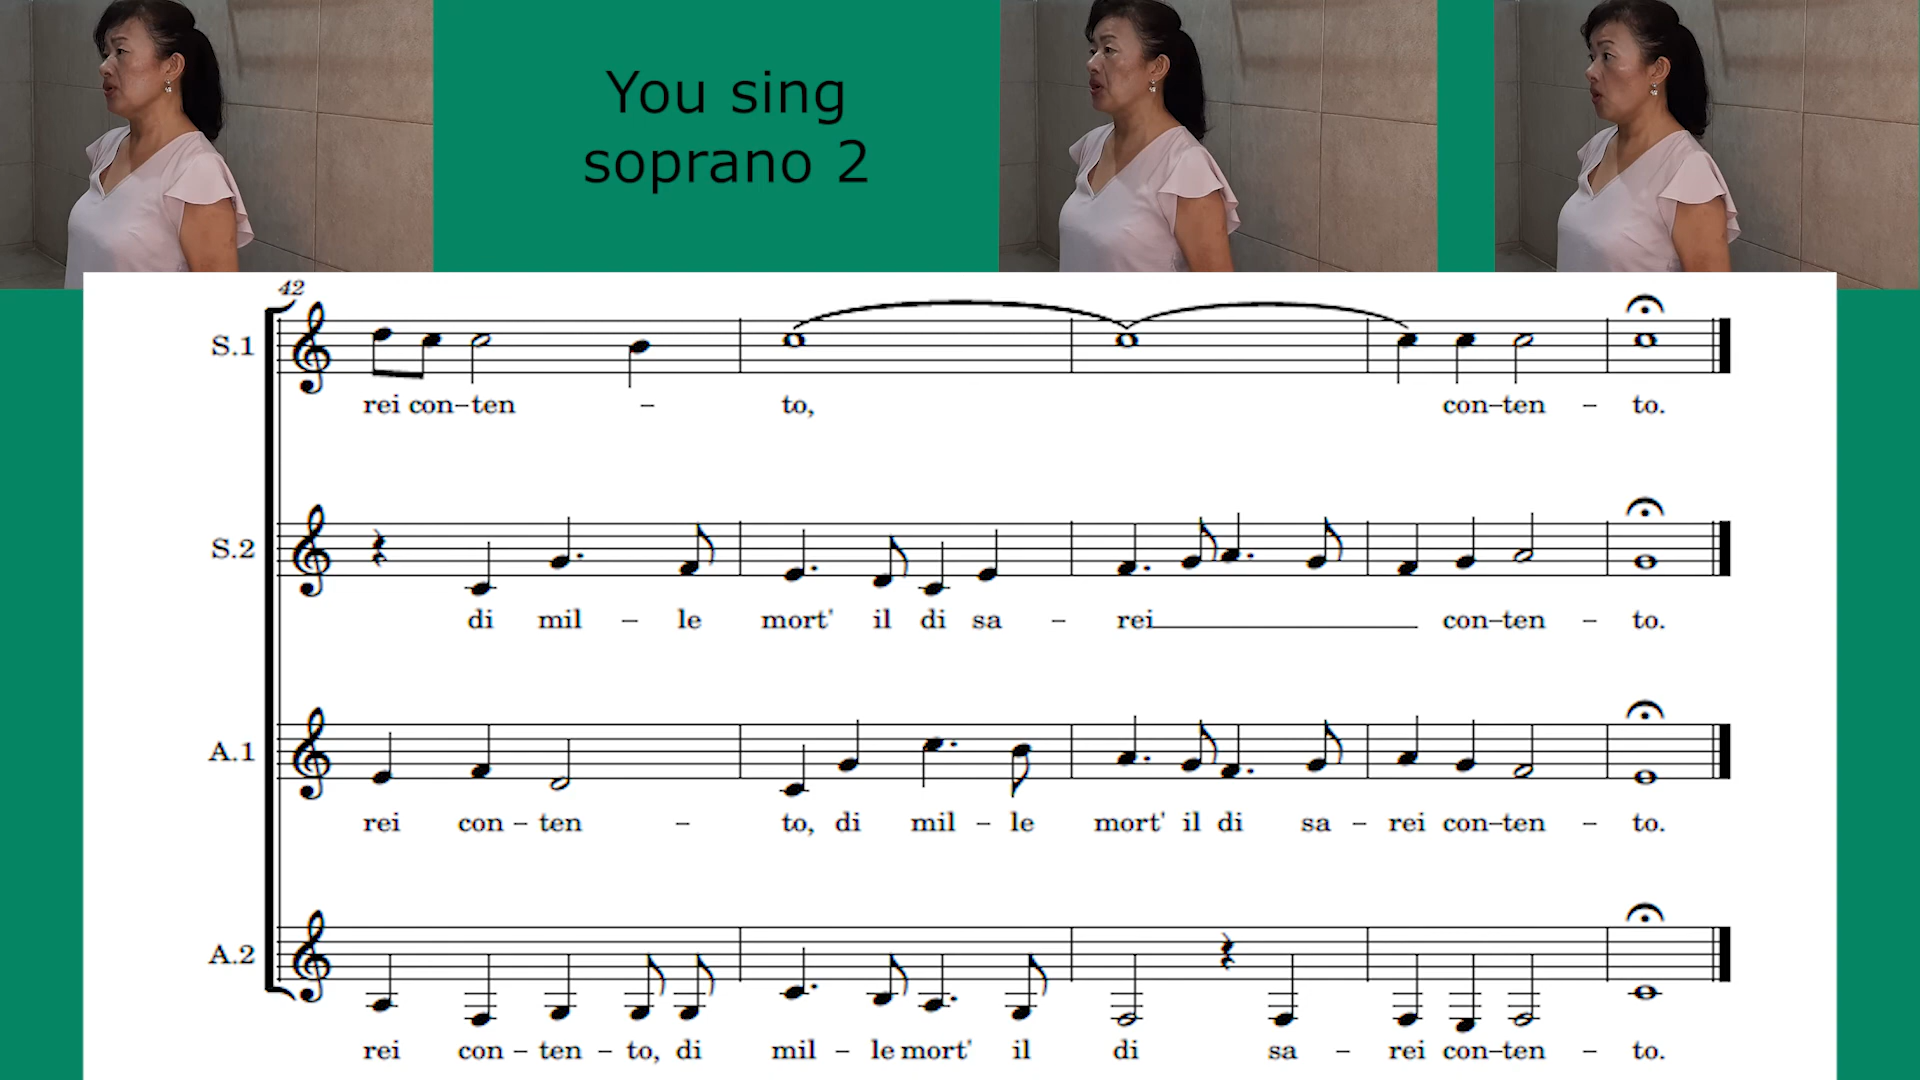 You sing
soprano 2
42
S.1
rei con-ten - to, con-ten - to.
S.2
di mil - le mort' il di sa - rei con-ten - to.
A.1
rei con - ten - to, di mil - le mort' il di sa - rei con-ten - to.
A.2
rei con - ten - to, di mil - le mort' il di sa - rei con-ten - to.